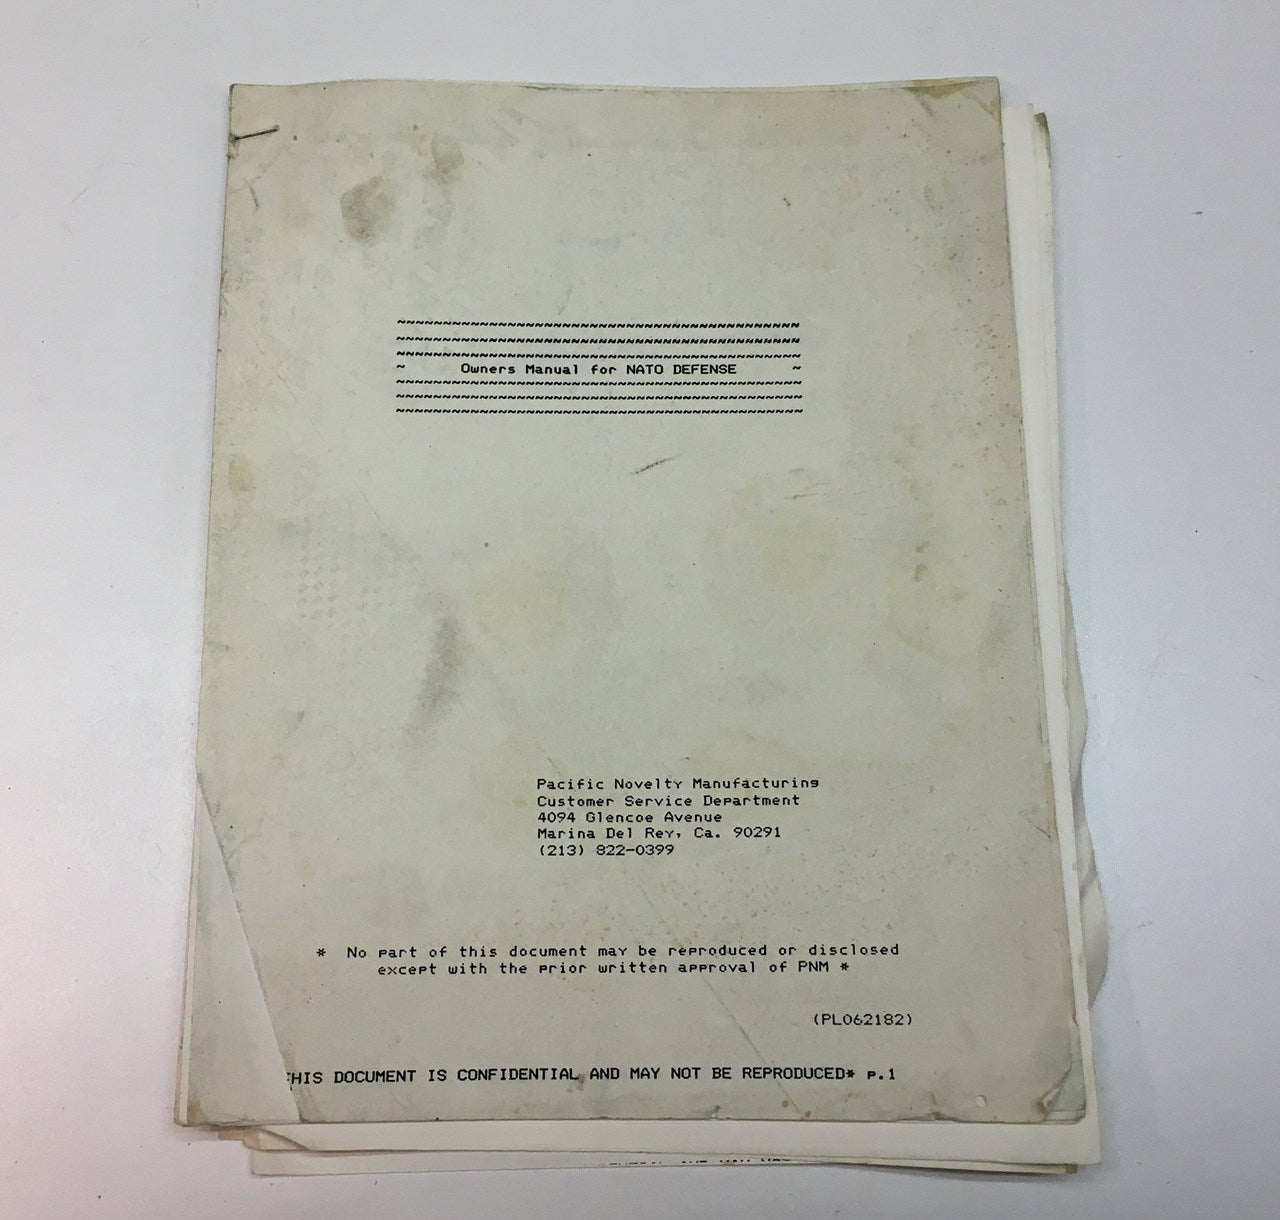 ~~~~~~~~~~~~~~~~~~~~~~~~~~~~~~~~~~~~~~~~~~~~
~~~~~~~~~~~~~~~~~~~~~~~~~~~~~~~~~~~~~~~~~~~~
~~~~~~~~~~~~~~~~~~~~~~~~~~~~~~~~~~~~~~~~~~~~
~ Owners Manual for NATO DEFENSE ~
~~~~~~~~~~~~~~~~~~~~~~~~~~~~~~~~~~~~~~~~~~~~
~~~~~~~~~~~~~~~~~~~~~~~~~~~~~~~~~~~~~~~~~~~~
~~~~~~~~~~~~~~~~~~~~~~~~~~~~~~~~~~~~~~~~~~~~
Pacific Novelty Manufacturing
Customer Service Department
4094 Glencoe Avenue
Marina Del Rey, Ca. 90291
(213) 822-0399
* No part of this document may be reproduced or disclosed
except with the prior written approval of PNM *
(PL062182)
THIS DOCUMENT IS CONFIDENTIAL AND MAY NOT BE REPRODUCED* p.1